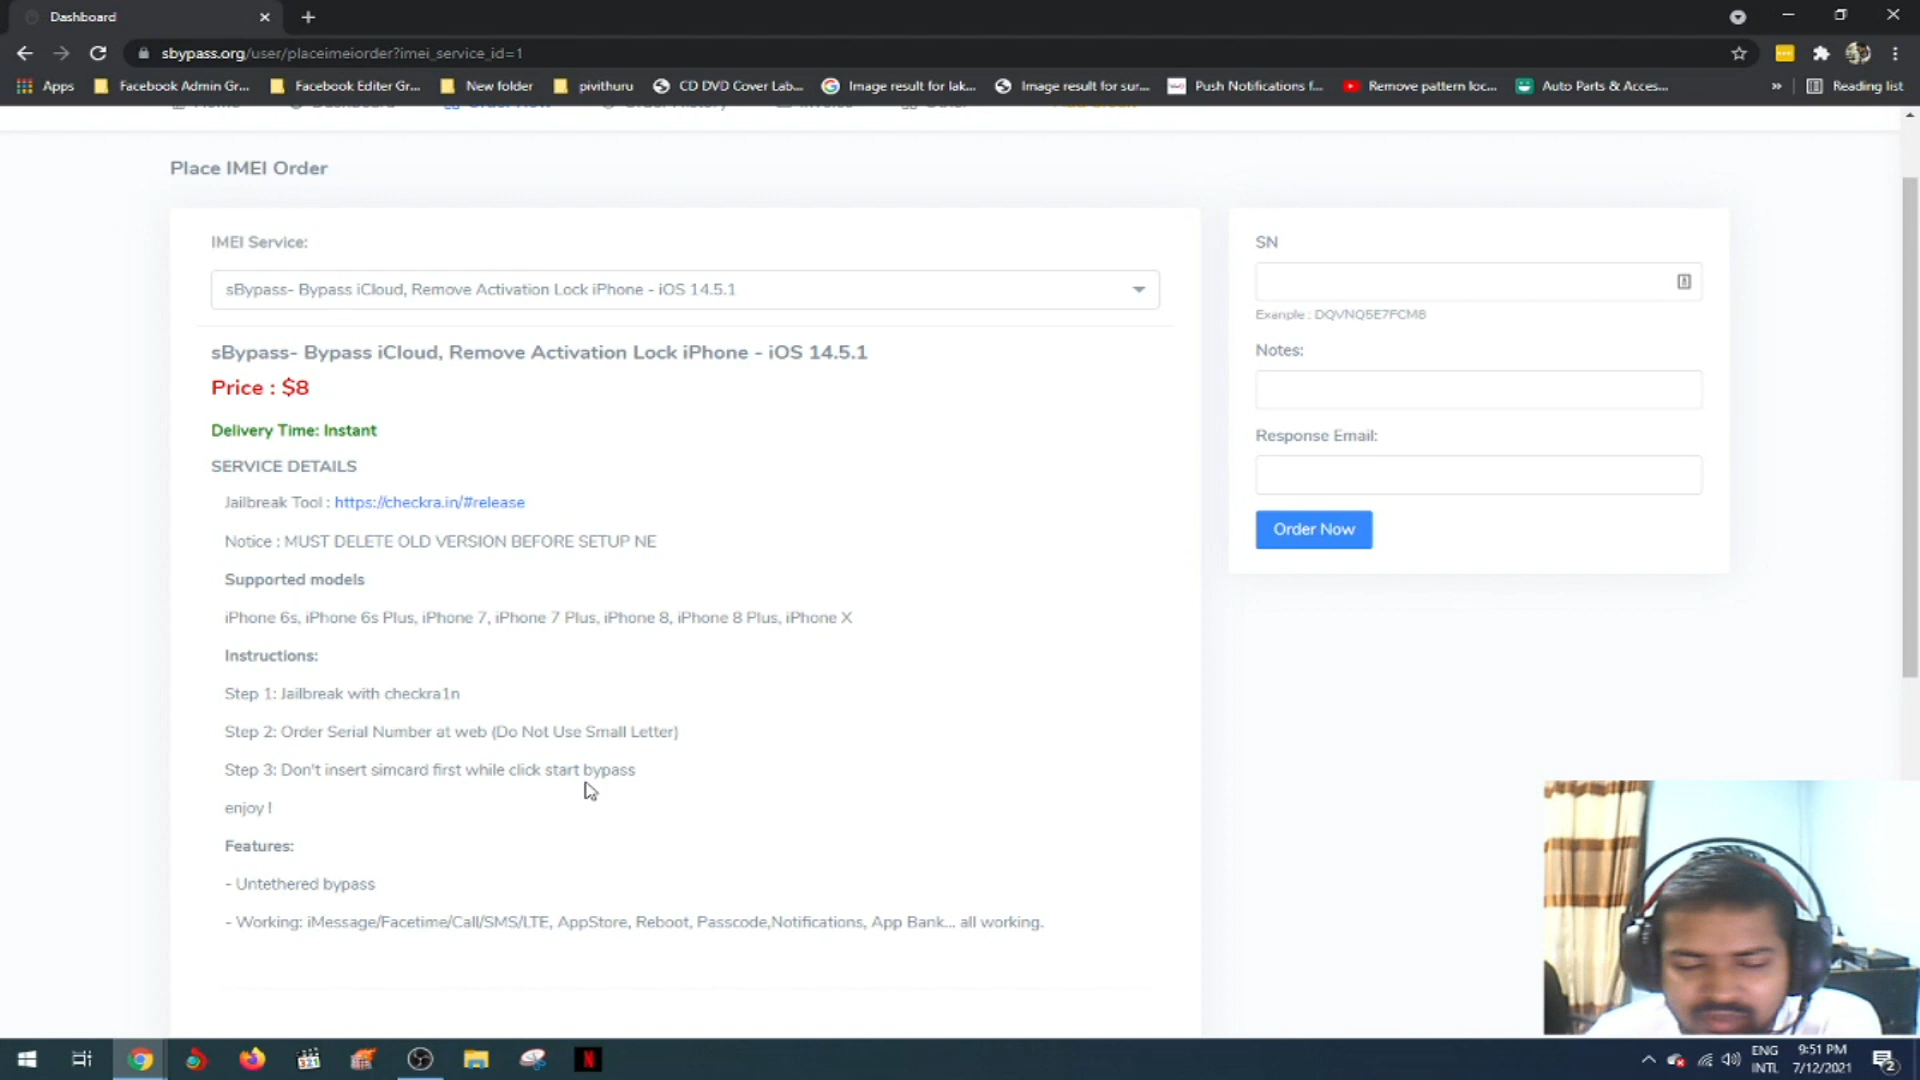 Dashboard
sbypass.org/user/placeimeiorder?imei_service_id=1
Apps
Facebook Admin Gr...
Facebook Editer Gr...
New folder
pivithuru
CD DVD Cover Lab...
Image result for lak...
Image result for sur...
Push Notifications f...
Remove pattern loc...
Auto Parts & Acces...
»
Reading list
Place IMEI Order
IMEI Service:
sBypass- Bypass iCloud, Remove Activation Lock iPhone - iOS 14.5.1
sBypass- Bypass iCloud, Remove Activation Lock iPhone - iOS 14.5.1
Price : $8
Delivery Time: Instant
SERVICE DETAILS
Jailbreak Tool : https://checkra.in/#release
Notice : MUST DELETE OLD VERSION BEFORE SETUP NE
Supported models
iPhone 6s, iPhone 6s Plus, iPhone 7, iPhone 7 Plus, iPhone 8, iPhone 8 Plus, iPhone X
Instructions:
Step 1: Jailbreak with checkra1n
Step 2: Order Serial Number at web (Do Not Use Small Letter)
Step 3: Don't insert simcard first while click start bypass
enjoy !
Features:
- Untethered bypass
- Working: iMessage/Facetime/Call/SMS/LTE, AppStore, Reboot, Passcode,Notifications, App Bank... all working.
SN
Exanple : DQVNQ5E7FCM8
Notes:
Response Email:
Order Now
321
N
ENG
INTL
9:51 PM
7/12/2021
2